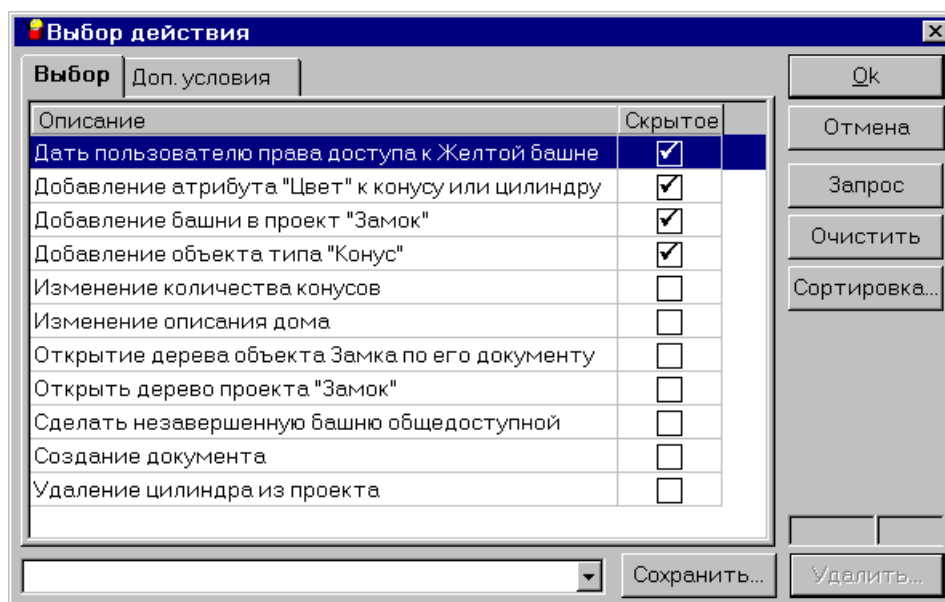 Выбор действия
Выбор Доп. условия
Описание Скрытое
Дать пользователю права доступа к Желтой башне
Добавление атрибута "Цвет" к конусу или цилиндру
Добавление башни в проект "Замок"
Добавление объекта типа "Конус"
Изменение количества конусов
Изменение описания дома
Открытие дерева объекта Замка по его документу
Открыть дерево проекта "Замок"
Сделать незавершенную башню общедоступной
Создание документа
Удаление цилиндра из проекта
Ok
Отмена
Запрос
Очистить
Сортировка...
Сохранить... Удалить...